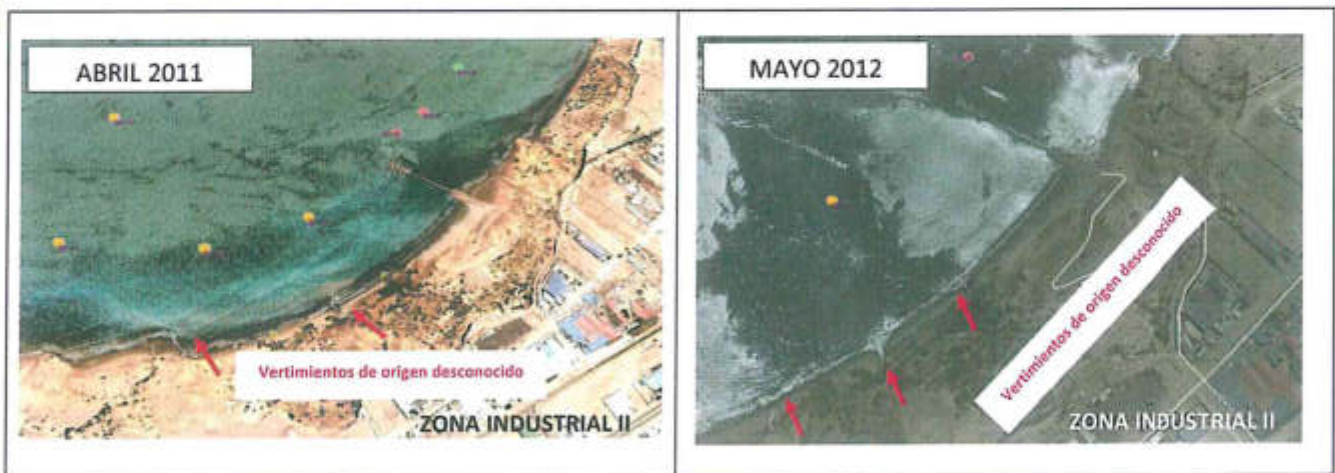 ABRIL 2011
Vertimientos de origen desconocido
ZONA INDUSTRIAL II
MAYO 2012
Vertimientos de origen desconocido
ZONA INDUSTRIAL II